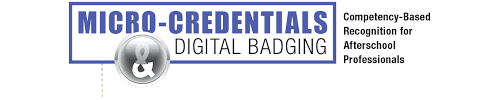 MICRO-CREDENTIALS
& DIGITAL BADGING
Competency-Based
Recognition for
Afterschool
Professionals